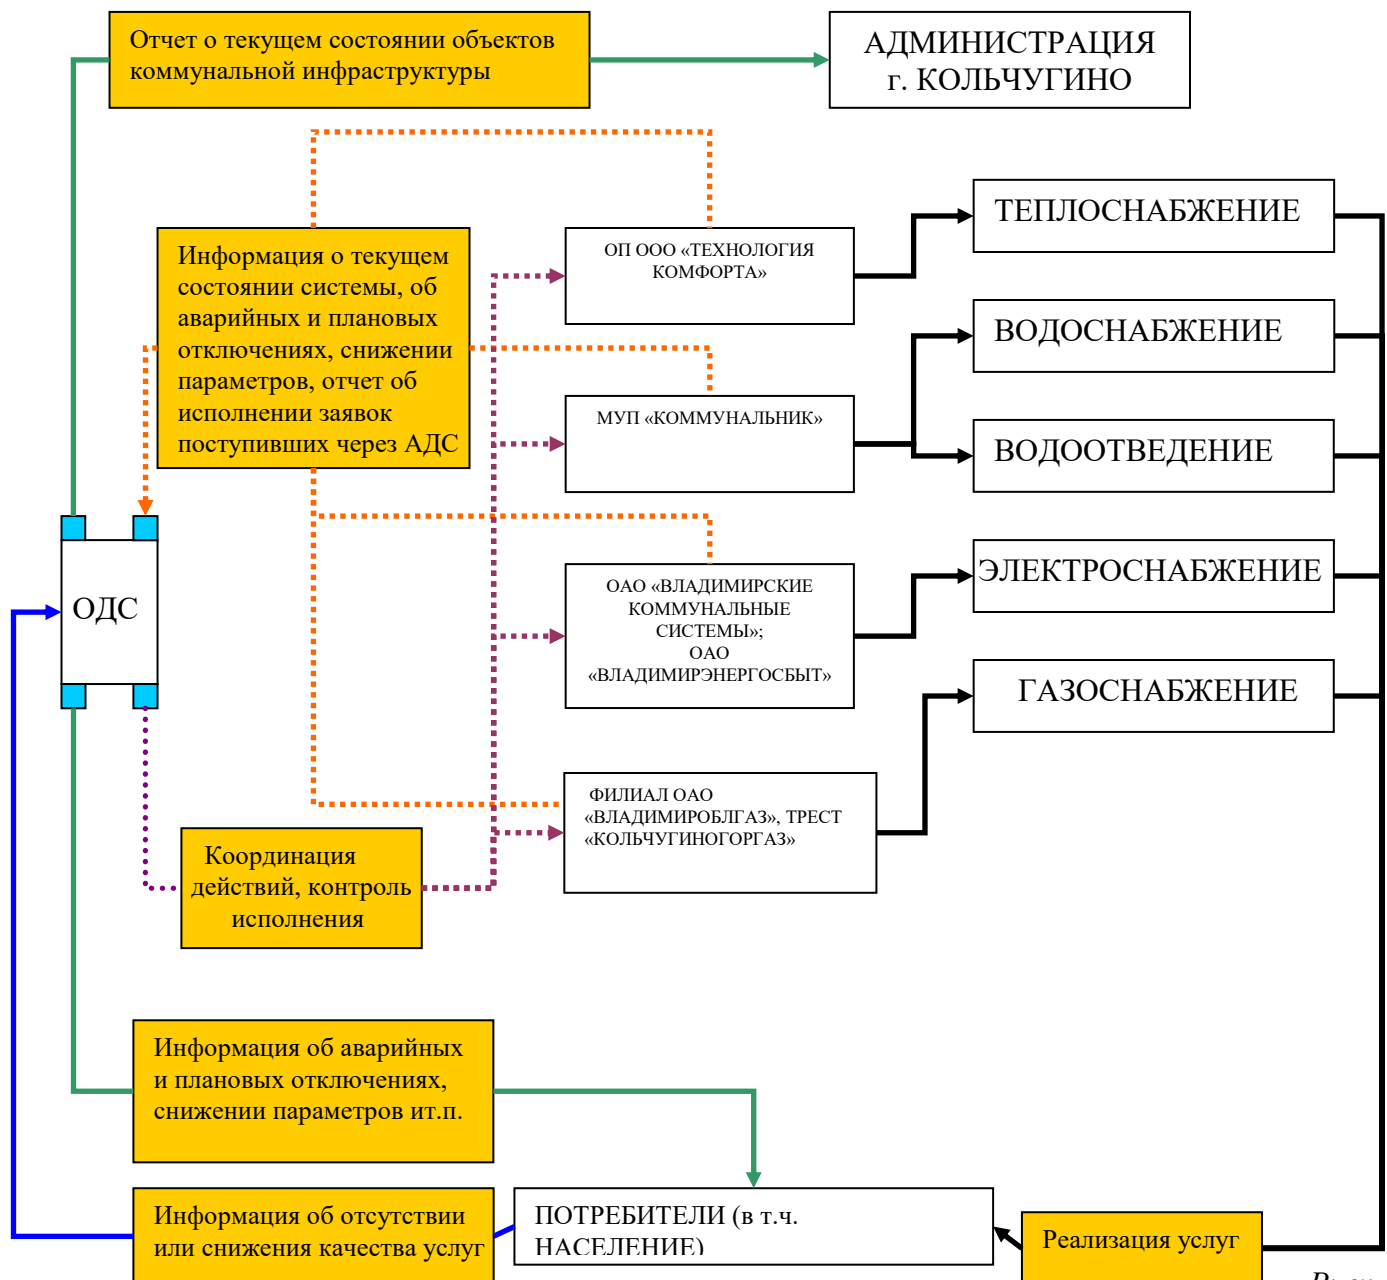 Отчет о текущем состоянии объектов
коммунальной инфраструктуры
АДМИНИСТРАЦИЯ
г. КОЛЬЧУГИНО
ТЕПЛОСНАБЖЕНИЕ
Информация о текущем
состоянии системы, об
аварийных и плановых
отключениях, снижении
параметров, отчет об
исполнении заявок
поступивших через АДС
ОП ООО «ТЕХНОЛОГИЯ
КОМФОРТА»
ВОДОСНАБЖЕНИЕ
МУП «КОММУНАЛЬНИК»
ВОДООТВЕДЕНИЕ
ОДС
ОАО «ВЛАДИМИРСКИЕ
КОММУНАЛЬНЫЕ
СИСТЕМЫ»;
ОАО
«ВЛАДИМИРЭНЕРГОСБЫТ»
ЭЛЕКТРОСНАБЖЕНИЕ
ГАЗОСНАБЖЕНИЕ
ФИЛИАЛ ОАО
«ВЛАДИМИРОБЛГАЗ», ТРЕСТ
«КОЛЬЧУГИНОГОРГАЗ»
Координация
действий, контроль
исполнения
Информация об аварийных
и плановых отключениях,
снижении параметров ит.п.
Информация об отсутствии
или снижения качества услуг
ПОТРЕБИТЕЛИ (в т.ч.
НАСЕЛЕНИЕ)
Реализация услуг